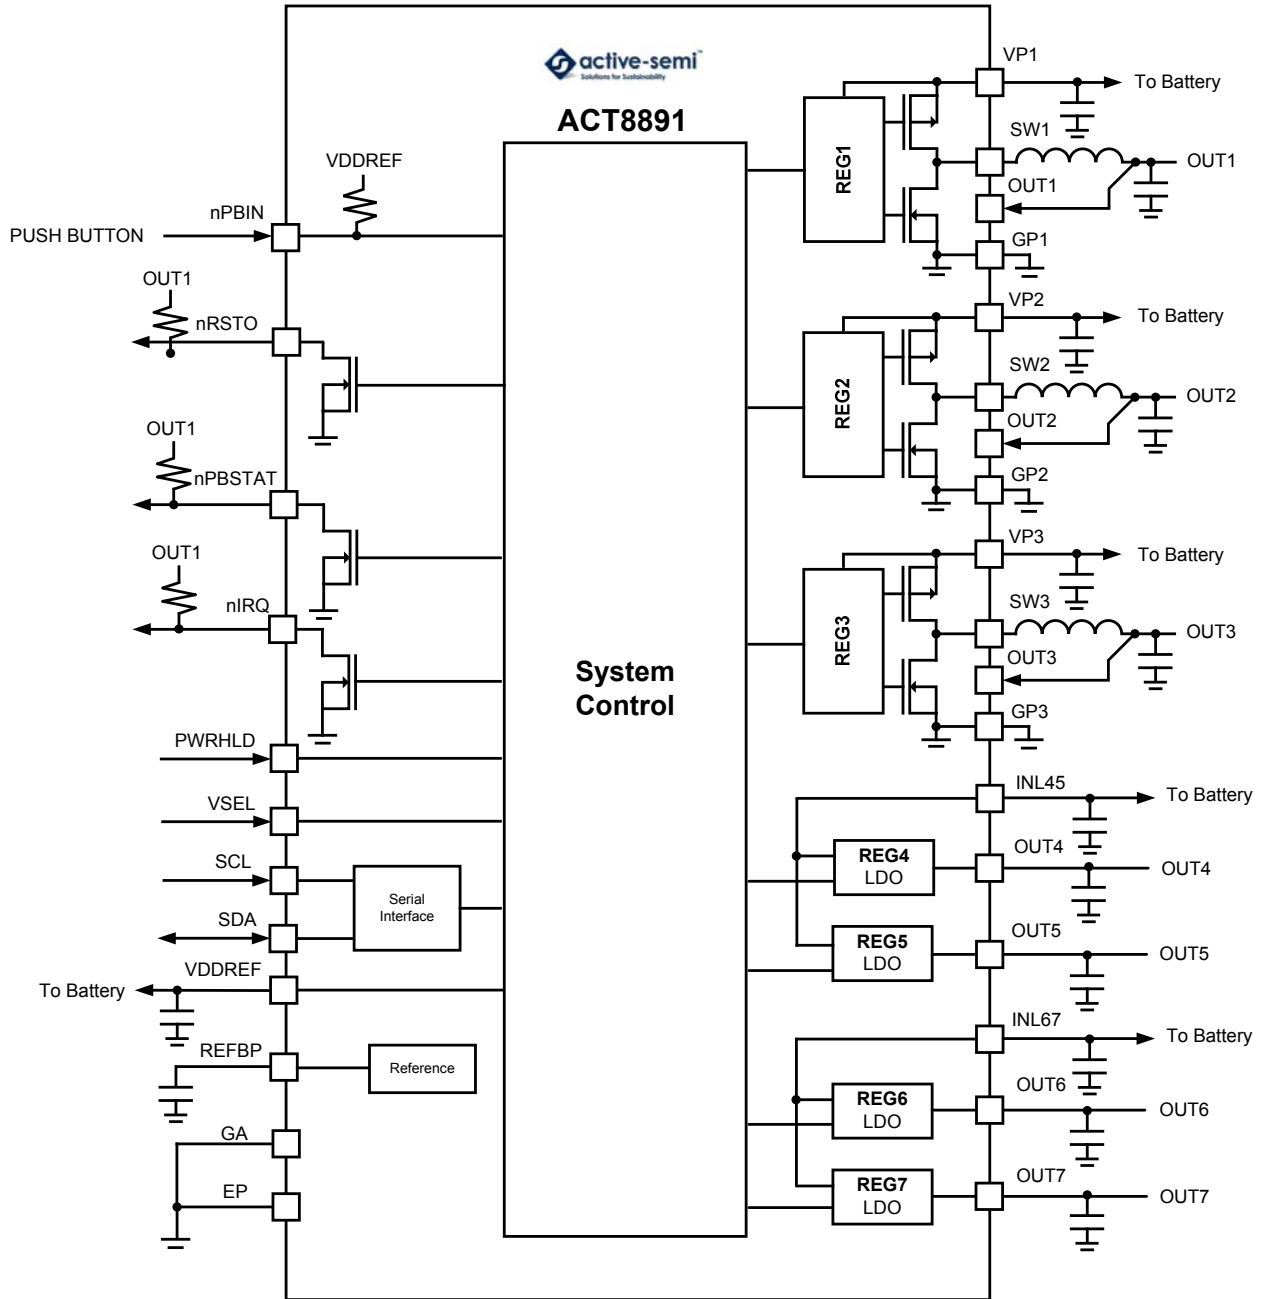 active-semi™
Solutions for Sustainability
ACT8891
System
Control
VDDREF
nPBIN
PUSH BUTTON
OUT1
nRSTO
OUT1
nPBSTAT
OUT1
nIRQ
PWRHLD
VSEL
SCL
Serial
Interface
SDA
VDDREF
To Battery
REFBP
Reference
GA
EP
VP1
To Battery
REG1
SW1
OUT1
OUT1
GP1
VP2
To Battery
REG2
SW2
OUT2
OUT2
GP2
VP3
To Battery
REG3
SW3
OUT3
OUT3
GP3
INL45
To Battery
REG4
LDO
OUT4
OUT4
REG5
LDO
OUT5
OUT5
INL67
To Battery
REG6
LDO
OUT6
OUT6
REG7
LDO
OUT7
OUT7